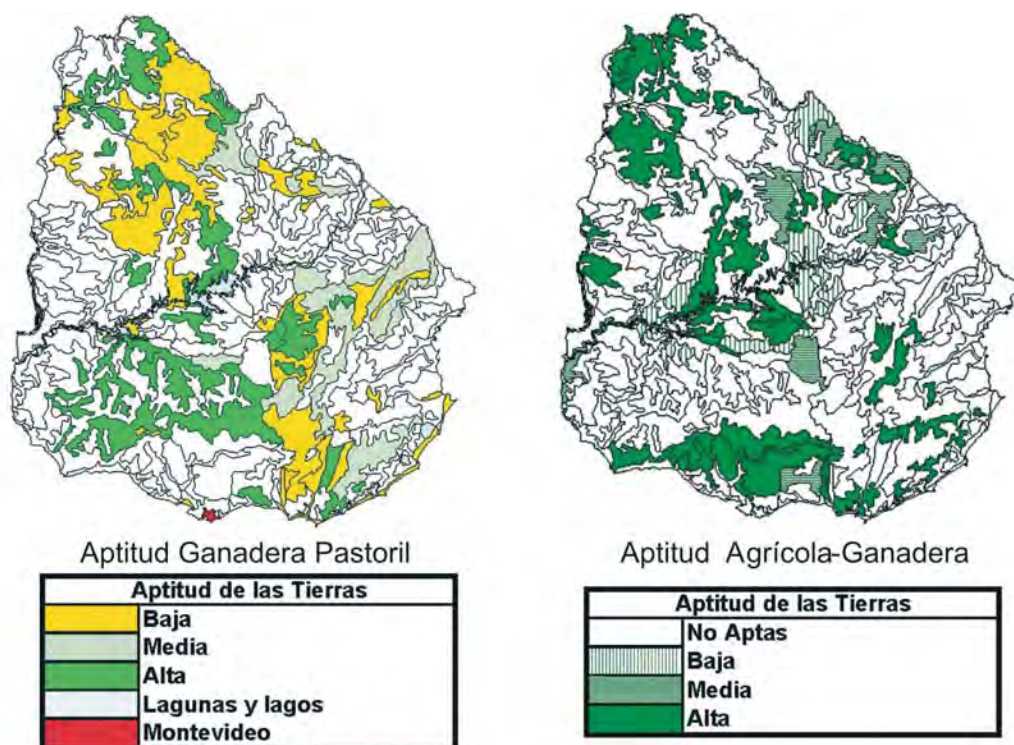 Aptitud Ganadera Pastoril
Aptitud de las Tierras
Baja
Media
Alta
Lagunas y lagos
Montevideo
Aptitud Agrícola-Ganadera
Aptitud de las Tierras
No Aptas
Baja
Media
Alta